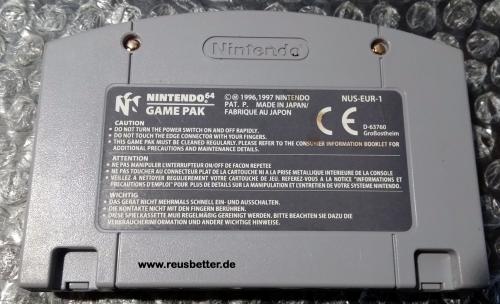 Nintendo
NINTENDO64
GAME PAK
© Ⓜ 1996,1997 NINTENDO
PAT. P. MADE IN JAPAN/
FABRIQUE AU JAPON
NUS-EUR-1
CE
D-63760
Großostheim
CAUTION
• DO NOT TURN THE POWER SWITCH ON AND OFF RAPIDLY.
• DO NOT TOUCH THE EDGE CONNECTOR WITH YOUR FINGERS.
• THIS GAME PAK MUST BE CLEANED REGULARLY. PLEASE REFER TO THE CONSUMER INFORMATION BOOKLET FOR
ADDITIONAL PRECAUTIONS AND MAINTENANCE DETAILS.
ATTENTION
• NE PAS MANIPULER L'INTERRUPTEUR ON/OFF DE FACON REPETEE
• NE PAS TOUCHER AU CONNECTEUR PLAT DE LA CARTOUCHE NI A LA PRISE METALLIQUE INTERIEURE DE LA CONSOLE
• VEILLEZ A NETTOYER REGULIEREMENT VOTRE CARTOUCHE DE JEU. REFEREZ-VOUS A LA NOTICE "INFORMATIONS ET
PRECAUTIONS D'EMPLOI" POUR PLUS DE DETAILS SUR LA MANIPULATION ET L'ENTRETIEN DE VOTRE SYSTEME NINTENDO.
WICHTIG
• DAS GERÄT NICHT MEHRMALS SCHNELL EIN- UND AUSSCHALTEN.
• DIE KONTAKTE NICHT MIT DEN FINGERN BERÜHREN.
• DIESE SPIELKASSETTE MUß REGELMÄßIG GEREINIGT WERDEN. BITTE BEACHTEN SIE DAZU DIE
VERBRAUCHERINFORMATION UND ANDERE WICHTIGE HINWEISE.
www.reusbetter.de